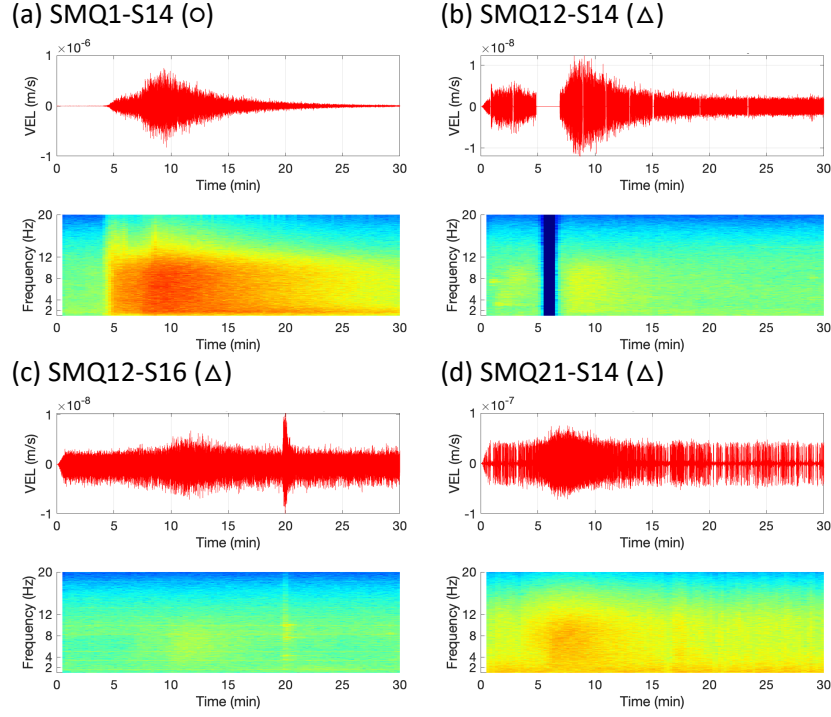 (a) SMQ1-S14 (○)
×10⁻⁶
1
0
-1
VEL (m/s)
0 5 10 15 20 25 30
Time (min)
20
16
12
8
4
2
Frequency (Hz)
0 5 10 15 20 25 30
Time (min)
(b) SMQ12-S14 (△)
×10⁻⁸
1
0
-1
VEL (m/s)
0 5 10 15 20 25 30
Time (min)
20
16
12
8
4
2
Frequency (Hz)
0 5 10 15 20 25 30
Time (min)
(c) SMQ12-S16 (△)
×10⁻⁸
1
0
-1
VEL (m/s)
0 5 10 15 20 25 30
Time (min)
20
16
12
8
4
2
Frequency (Hz)
0 5 10 15 20 25 30
Time (min)
(d) SMQ21-S14 (△)
×10⁻⁷
1
0
-1
VEL (m/s)
0 5 10 15 20 25 30
Time (min)
20
16
12
8
4
2
Frequency (Hz)
0 5 10 15 20 25 30
Time (min)